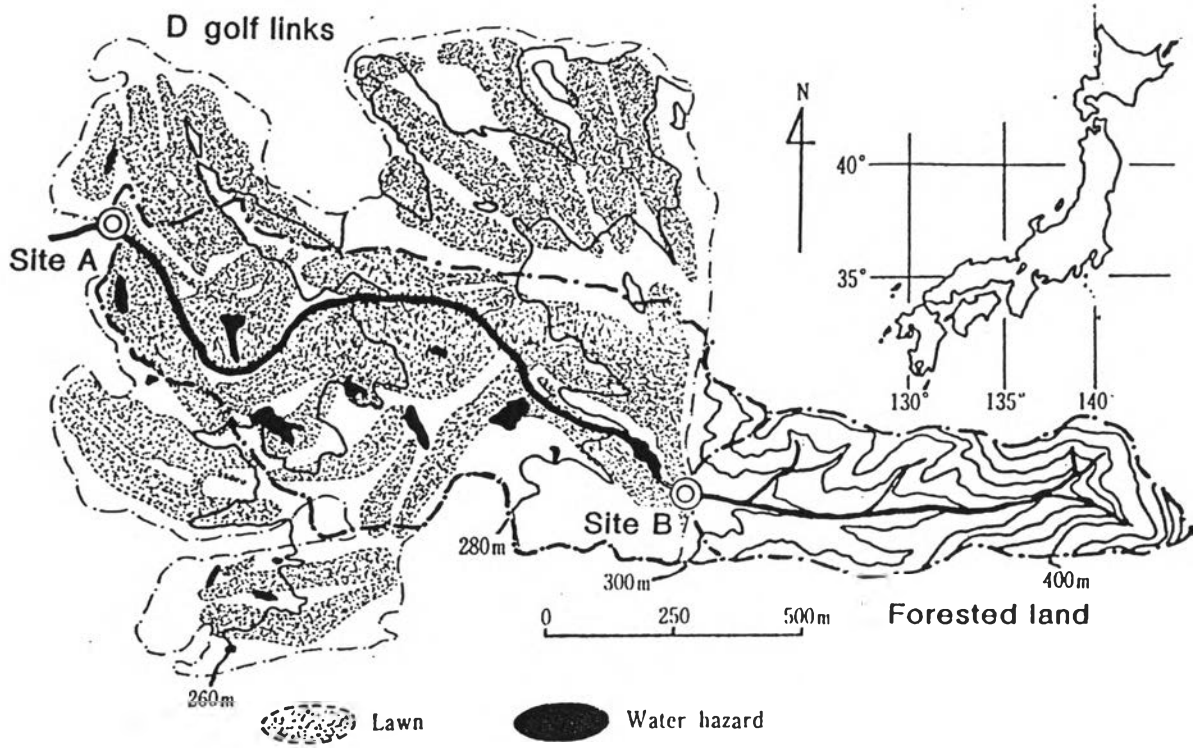 D golf links
N
40°
35°
130°
135°
140°
Site A
Site B
280m
300m
400m
0
250
500m
Forested land
260m
Lawn
Water hazard